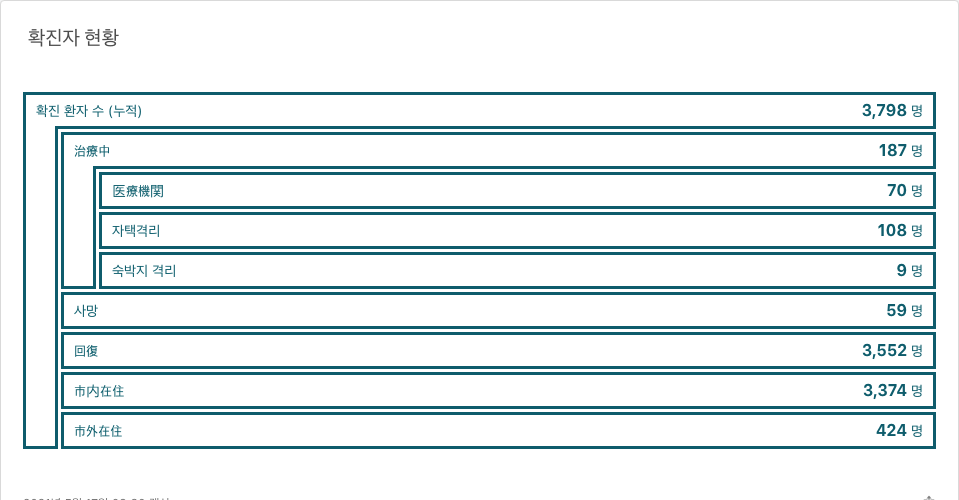 확진자 현황
확진 환자 수 (누적) 3,798 명
治療中 187 명
医療機関 70 명
자택격리 108 명
숙박지 격리 9 명
사망 59 명
回復 3,552 명
市内在住 3,374 명
市外在住 424 명